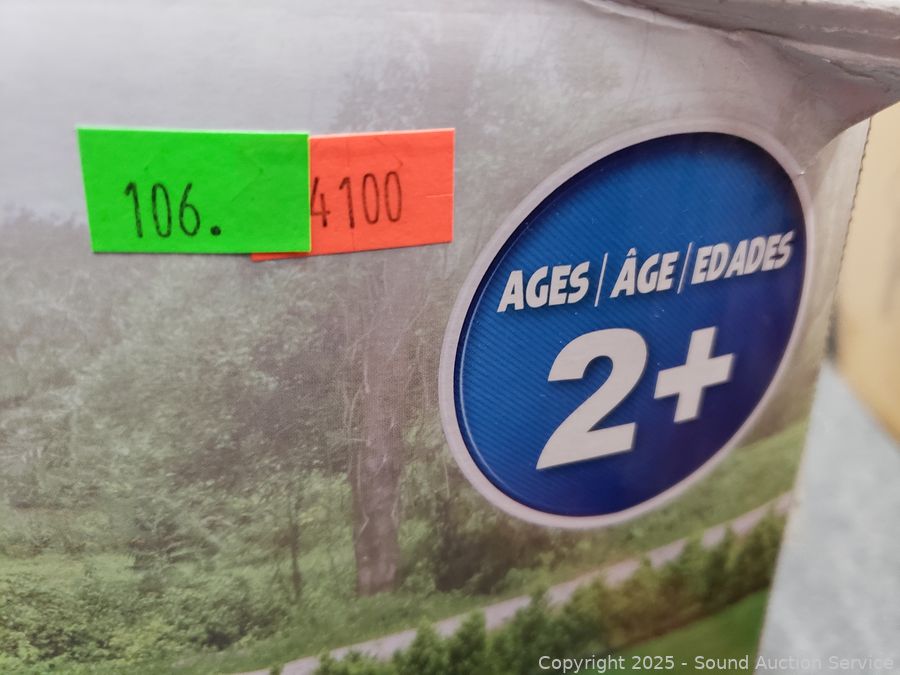 106.
4100
AGES | ÂGE | EDADES
2+
Copyright 2025 - Sound Auction Service